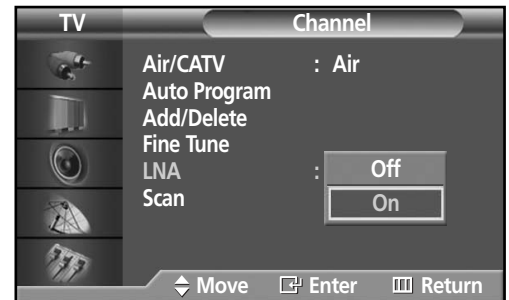 TV Channel
Air/CATV : Air
Auto Program
Add/Delete
Fine Tune
LNA : Off
On
Scan
Move Enter Return